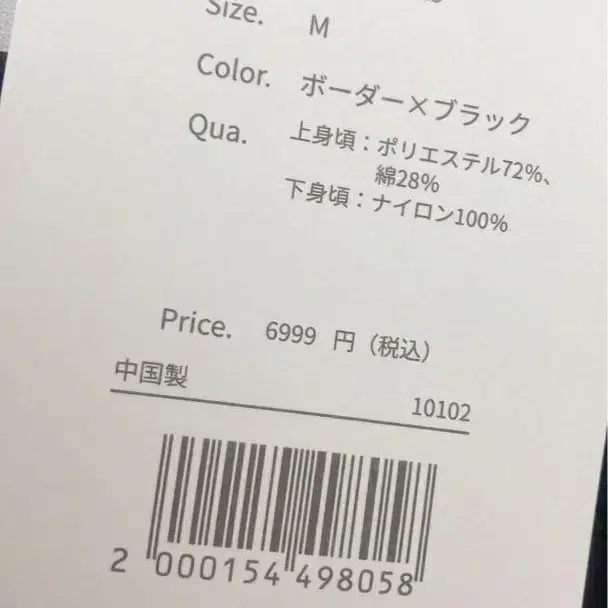 Size. M
Color. ボーダー×ブラック
Qua. 上身頃：ポリエステル72%、
綿28%
下身頃：ナイロン100%
Price. 6999 円（税込）
中国製 10102
2 000154 498058